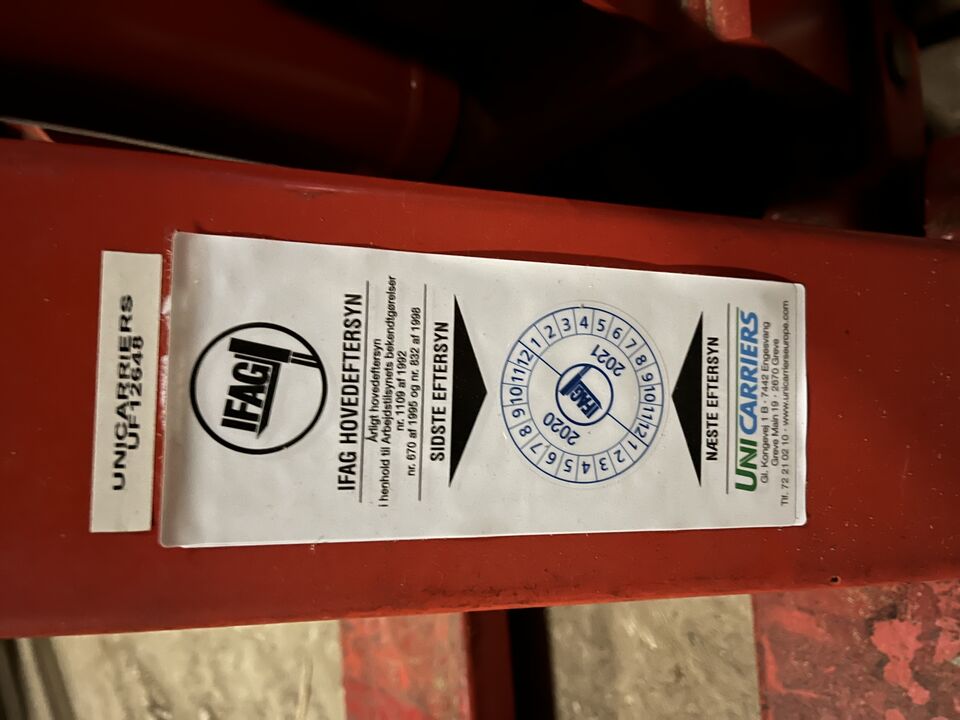 UNICARRIERS
UF12648
IFAG
IFAG HOVEDEFTERSYN
Årligt hovedeftersyn
i henhold til Arbejdstilsynets bekendtgørelser
nr. 1109 af 1992
nr. 670 af 1995 og nr. 832 af 1998
SIDSTE EFTERSYN
1 2 3 4 5 6 7 8 9 10 11 12
2020
IFAG
2021
1 2 3 4 5 6 7 8 9 10 11 12
NÆSTE EFTERSYN
UNICARRIERS
Gl. Kongevej 1 B · 7442 Engesvang
Greve Main 19 · 2670 Greve
Tlf. 72 21 02 10 · www.unicarrierseurope.com